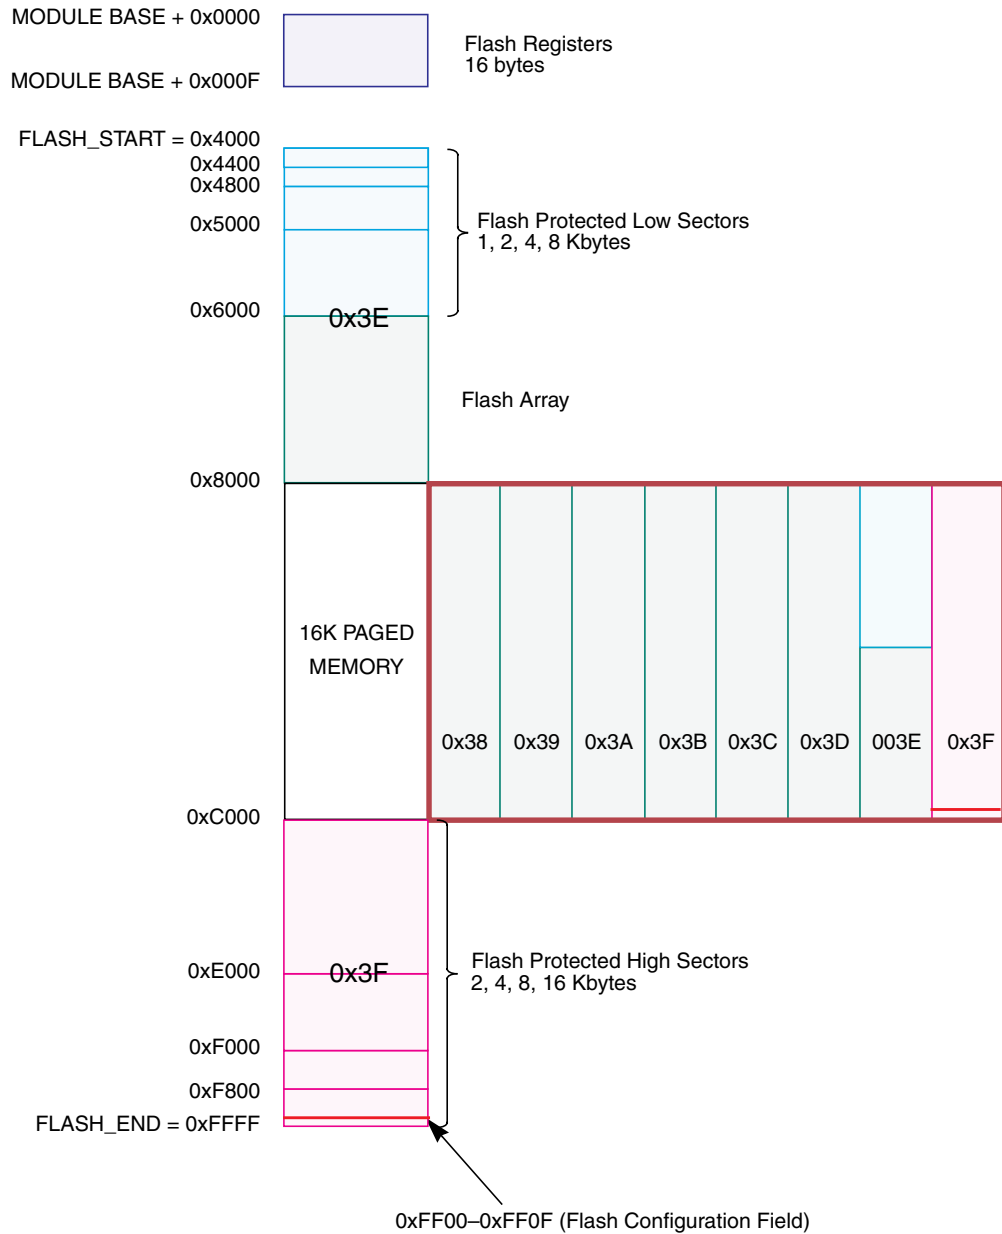 MODULE BASE + 0x0000
Flash Registers
16 bytes
MODULE BASE + 0x000F
FLASH_START = 0x4000
0x4400
0x4800
0x5000
Flash Protected Low Sectors
1, 2, 4, 8 Kbytes
0x6000
0x3E
Flash Array
0x8000
16K PAGED
MEMORY
0x38
0x39
0x3A
0x3B
0x3C
0x3D
003E
0x3F
0xC000
0xE000
0x3F
Flash Protected High Sectors
2, 4, 8, 16 Kbytes
0xF000
0xF800
FLASH_END = 0xFFFF
0xFF00–0xFF0F (Flash Configuration Field)